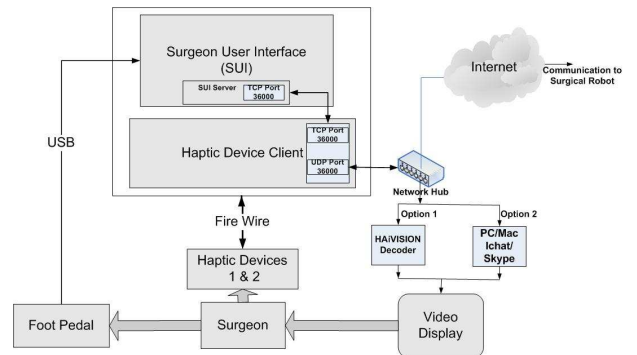 Surgeon User Interface
(SUI)
SUI Server
TCP Port
36000
TCP Port
36000
Haptic Device Client
UDP Port
36000
USB
Internet
Communication to
Surgical Robot
Network Hub
Fire Wire
Option 1
Option 2
HAiVISION
Decoder
PC/Mac
Ichat/
Skype
Haptic Devices
1 & 2
Foot Pedal
Surgeon
Video
Display